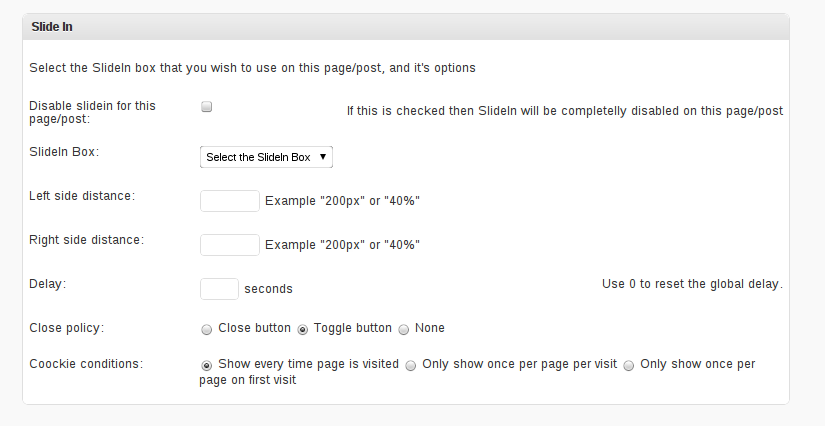 Slide In
Select the SlideIn box that you wish to use on this page/post, and it's options
Disable slidein for this
page/post:
If this is checked then SlideIn will be completelly disabled on this page/post
SlideIn Box:
Select the SlideIn Box
Left side distance:
Example "200px" or "40%"
Right side distance:
Example "200px" or "40%"
Delay:
seconds
Use 0 to reset the global delay.
Close policy:
Close button Toggle button None
Coockie conditions:
Show every time page is visited Only show once per page per visit Only show once per
page on first visit